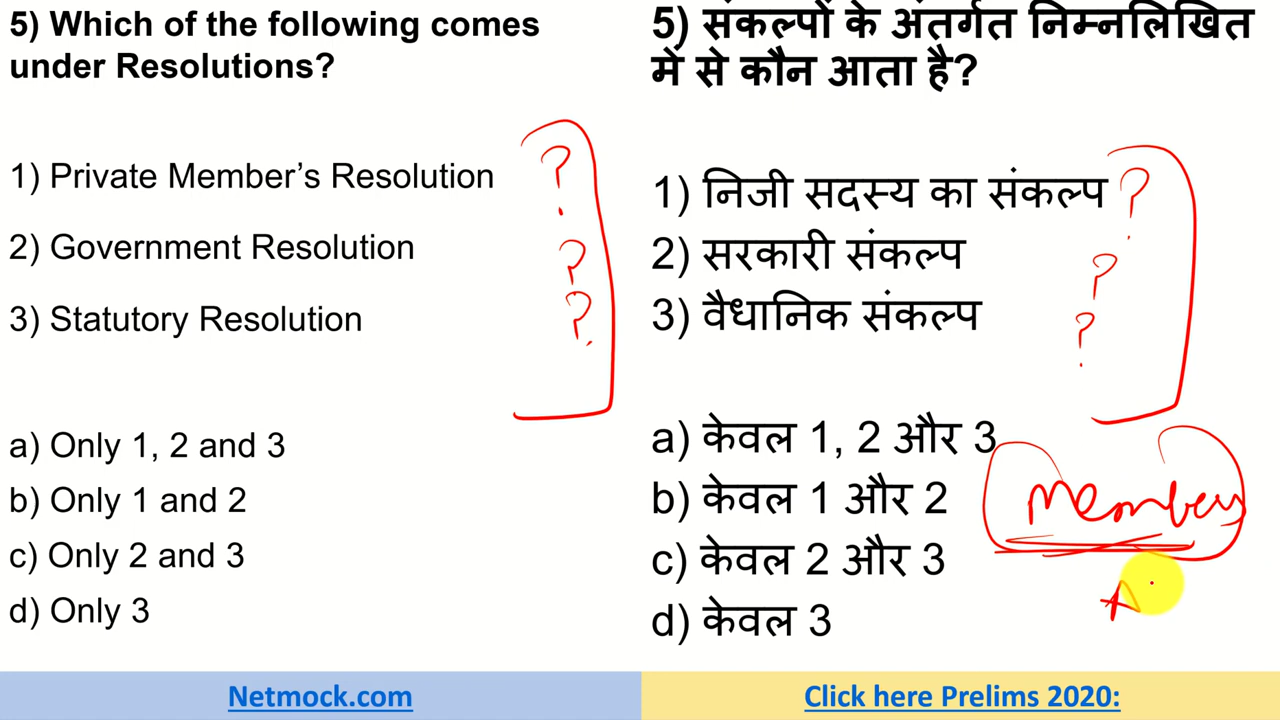 5) Which of the following comes
under Resolutions?
1) Private Member’s Resolution
2) Government Resolution
3) Statutory Resolution
a) Only 1, 2 and 3
b) Only 1 and 2
c) Only 2 and 3
d) Only 3
5) संकल्पों के अंतर्गत निम्नलिखित
में से कौन आता है?
1) निजी सदस्य का संकल्प
2) सरकारी संकल्प
3) वैधानिक संकल्प
a) केवल 1, 2 और 3
b) केवल 1 और 2
c) केवल 2 और 3
d) केवल 3
?
?
?
?
?
?
Members
Netmock.com
Click here Prelims 2020: